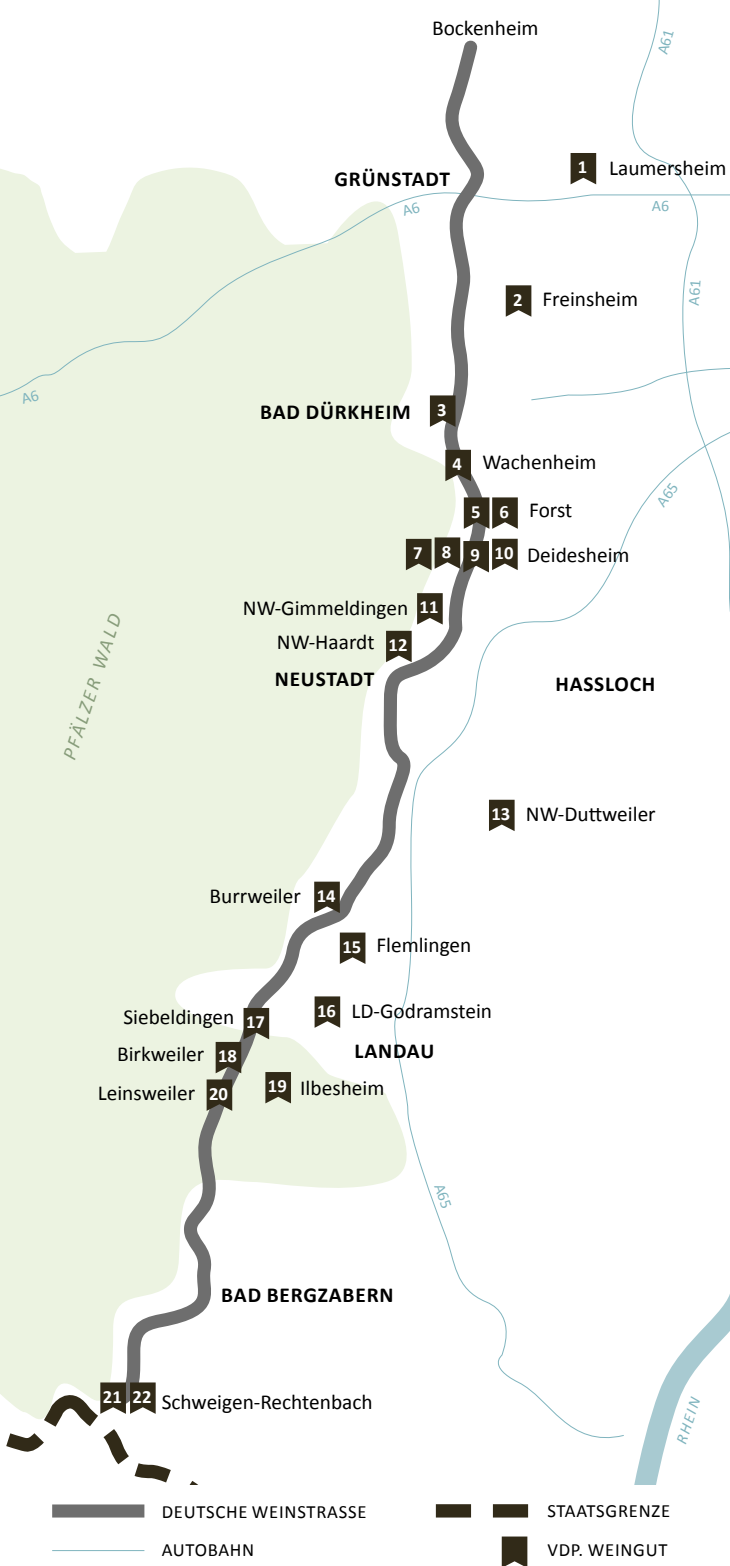 Bockenheim
A61
1 Laumersheim
GRÜNSTADT
A6
A6
A61
2 Freinsheim
A6
BAD DÜRKHEIM 3
4 Wachenheim
A65
5 6 Forst
7 8 9 10 Deidesheim
NW-Gimmeldingen 11
NW-Haardt 12
PFÄLZER WALD
NEUSTADT
HASSLOCH
13 NW-Duttweiler
Burrweiler 14
15 Flemlingen
16 LD-Godramstein
Siebeldingen 17
LANDAU
Birkweiler 18
19 Ilbesheim
Leinsweiler 20
A65
BAD BERGZABERN
21 22 Schweigen-Rechtenbach
RHEIN
DEUTSCHE WEINSTRASSE
STAATSGRENZE
AUTOBAHN
VDP. WEINGUT